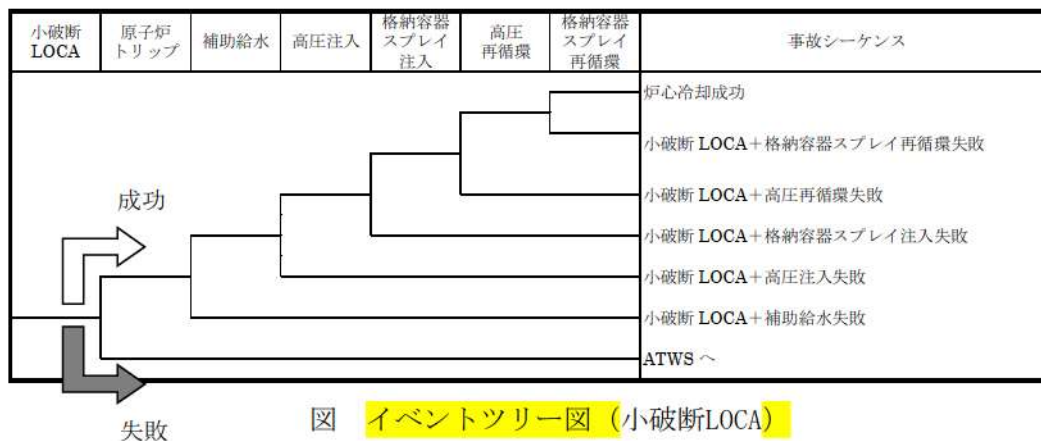 小破断
LOCA
原子炉
トリップ
補助給水
高圧注入
格納容器
スプレイ
注入
高圧
再循環
格納容器
スプレイ
再循環
事故シーケンス
炉心冷却成功
小破断 LOCA＋格納容器スプレイ再循環失敗
小破断 LOCA＋高圧再循環失敗
小破断 LOCA＋格納容器スプレイ注入失敗
小破断 LOCA＋高圧注入失敗
小破断 LOCA＋補助給水失敗
ATWS へ
成功
失敗
図 イベントツリー図（小破断LOCA）